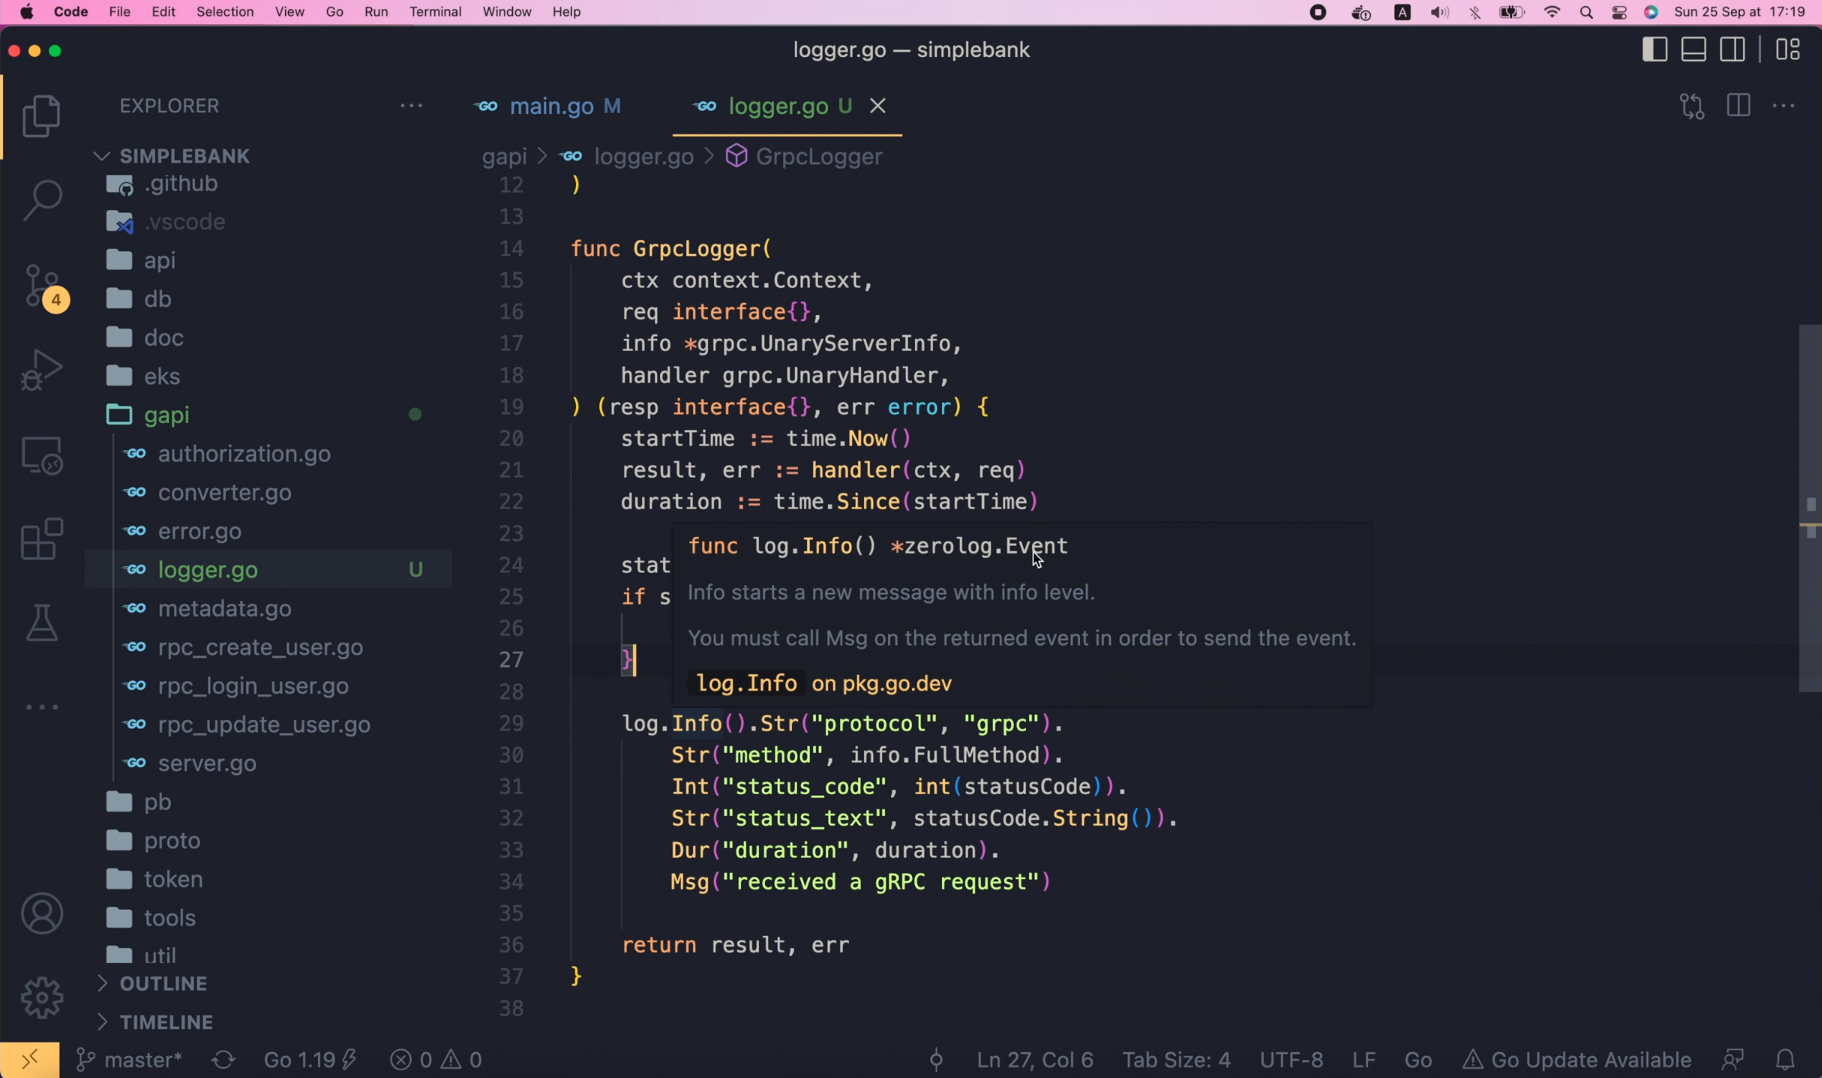 Code File Edit Selection View Go Run Terminal Window Help
A Sun 25 Sep at 17:19
logger.go — simplebank
EXPLORER
main.go M
logger.go U
SIMPLEBANK
gapi > logger.go > GrpcLogger
.github
.vscode
api
db
doc
eks
gapi
authorization.go
converter.go
error.go
logger.go U
metadata.go
rpc_create_user.go
rpc_login_user.go
rpc_update_user.go
server.go
pb
proto
token
tools
util
OUTLINE
TIMELINE
4
12 )
13
14 func GrpcLogger(
15 ctx context.Context,
16 req interface{},
17 info *grpc.UnaryServerInfo,
18 handler grpc.UnaryHandler,
19 ) (resp interface{}, err error) {
20 startTime := time.Now()
21 result, err := handler(ctx, req)
22 duration := time.Since(startTime)
23
24 stat
25 if s
26
27 }
28
func log.Info() *zerolog.Event
Info starts a new message with info level.
You must call Msg on the returned event in order to send the event.
log.Info on pkg.go.dev
29 log.Info().Str("protocol", "grpc").
30 Str("method", info.FullMethod).
31 Int("status_code", int(statusCode)).
32 Str("status_text", statusCode.String()).
33 Dur("duration", duration).
34 Msg("received a gRPC request")
35
36 return result, err
37 }
38
master* Go 1.19 0 0 Ln 27, Col 6 Tab Size: 4 UTF-8 LF Go Go Update Available